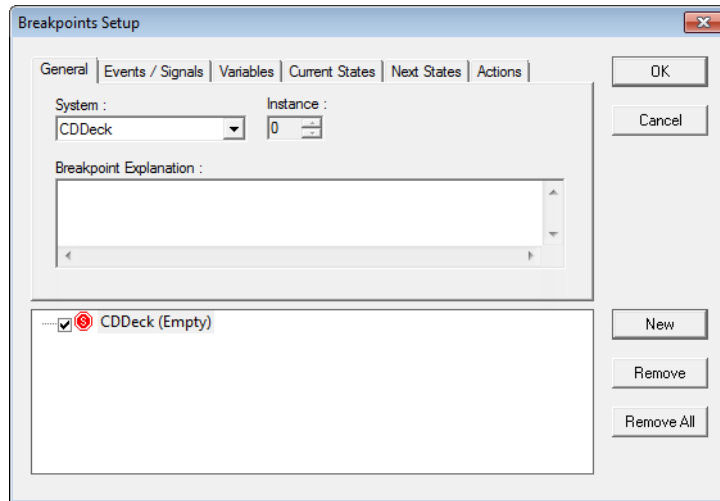 Breakpoints Setup
General Events / Signals Variables Current States Next States Actions
OK
System : Instance :
CDDeck 0
Cancel
Breakpoint Explanation :
CDDeck (Empty)
New
Remove
Remove All